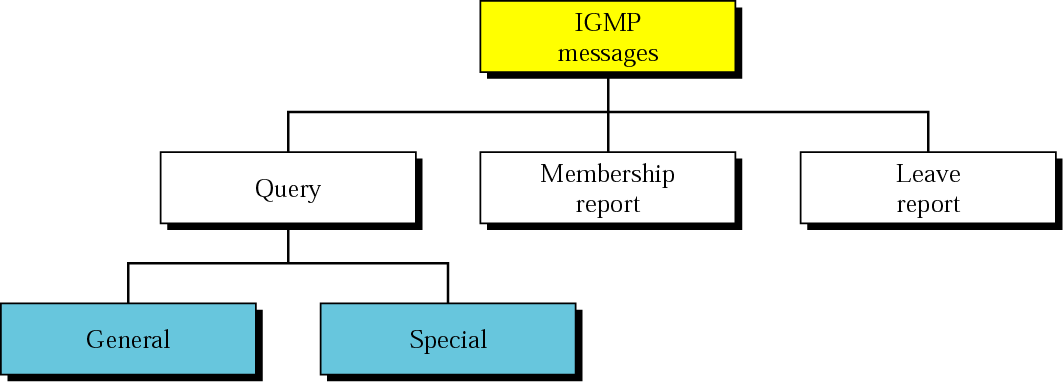 IGMP
messages
Query
Membership
report
Leave
report
General
Special